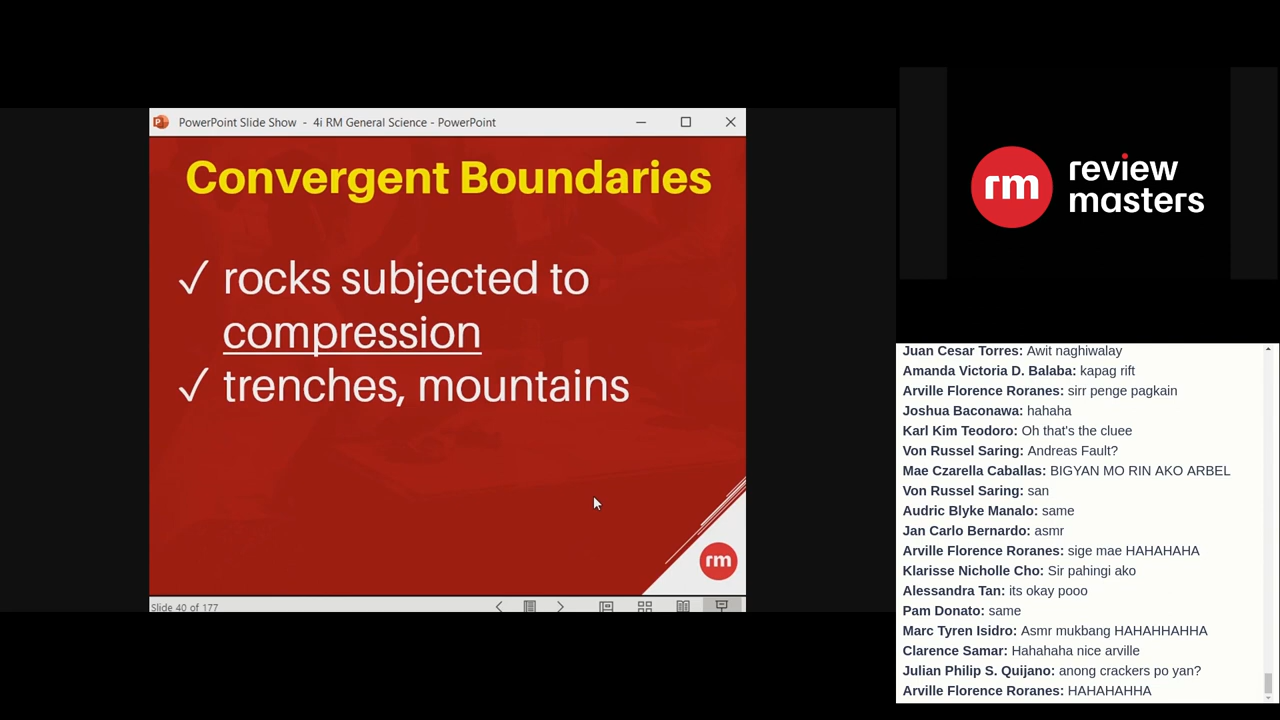 PowerPoint Slide Show - 4i RM General Science - PowerPoint
Convergent Boundaries
✓ rocks subjected to
compression
✓ trenches, mountains
rm
Slide 40 of 177
rm review
masters
Juan Cesar Torres: Awit naghiwalay
Amanda Victoria D. Balaba: kapag rift
Arville Florence Roranes: sirr penge pagkain
Joshua Baconawa: hahaha
Karl Kim Teodoro: Oh that's the cluee
Von Russel Saring: Andreas Fault?
Mae Czarella Caballas: BIGYAN MO RIN AKO ARBEL
Von Russel Saring: san
Audric Blyke Manalo: same
Jan Carlo Bernardo: asmr
Arville Florence Roranes: sige mae HAHAHAHA
Klarisse Nicholle Cho: Sir pahingi ako
Alessandra Tan: its okay pooo
Pam Donato: same
Marc Tyren Isidro: Asmr mukbang HAHAHHAHHA
Clarence Samar: Hahahaha nice arville
Julian Philip S. Quijano: anong crackers po yan?
Arville Florence Roranes: HAHAHAHHA